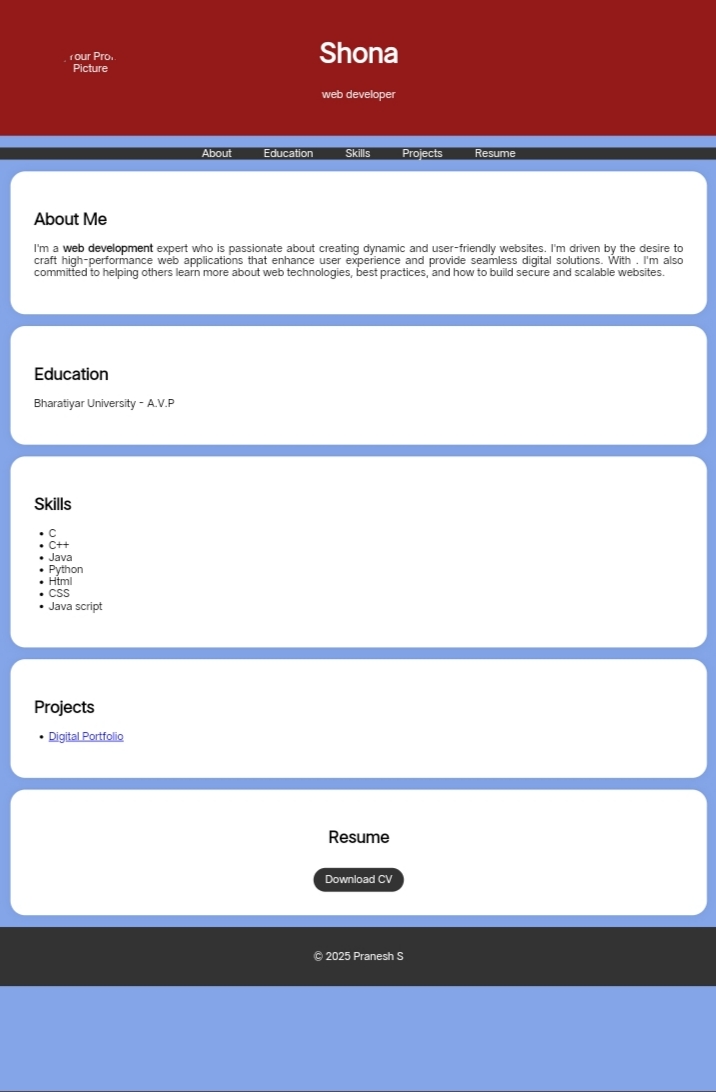 our Pro
Picture
Shona
web developer
About Education Skills Projects Resume
About Me
I'm a web development expert who is passionate about creating dynamic and user-friendly websites. I'm driven by the desire to
craft high-performance web applications that enhance user experience and provide seamless digital solutions. With . I'm also
committed to helping others learn more about web technologies, best practices, and how to build secure and scalable websites.
Education
Bharatiyar University - A.V.P
Skills
• C
• C++
• Java
• Python
• Html
• CSS
• Java script
Projects
• Digital Portfolio
Resume
Download CV
© 2025 Pranesh S